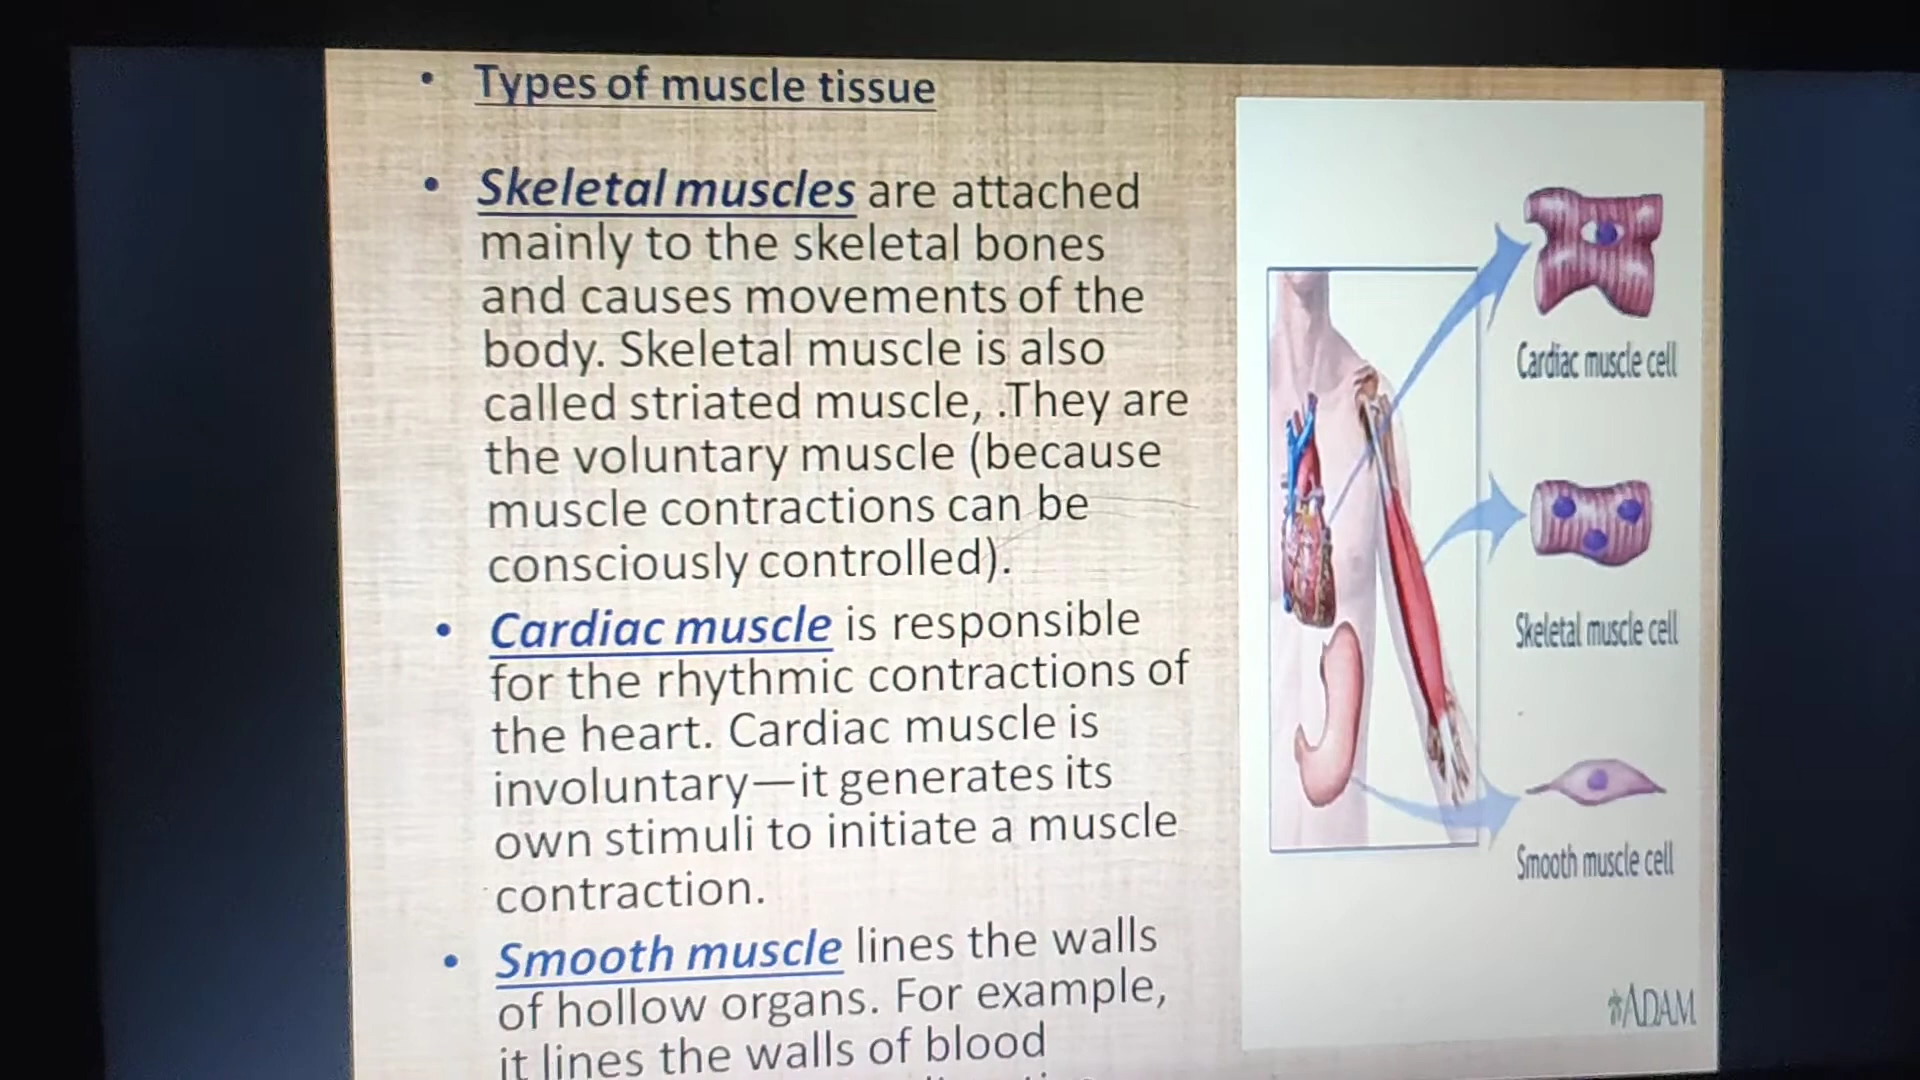 • Types of muscle tissue
• Skeletal muscles are attached
mainly to the skeletal bones
and causes movements of the
body. Skeletal muscle is also
called striated muscle, .They are
the voluntary muscle (because
muscle contractions can be
consciously controlled).
• Cardiac muscle is responsible
for the rhythmic contractions of
the heart. Cardiac muscle is
involuntary—it generates its
own stimuli to initiate a muscle
contraction.
• Smooth muscle lines the walls
of hollow organs. For example,
it lines the walls of blood
Cardiac muscle cell
Skeletal muscle cell
Smooth muscle cell
ADAM